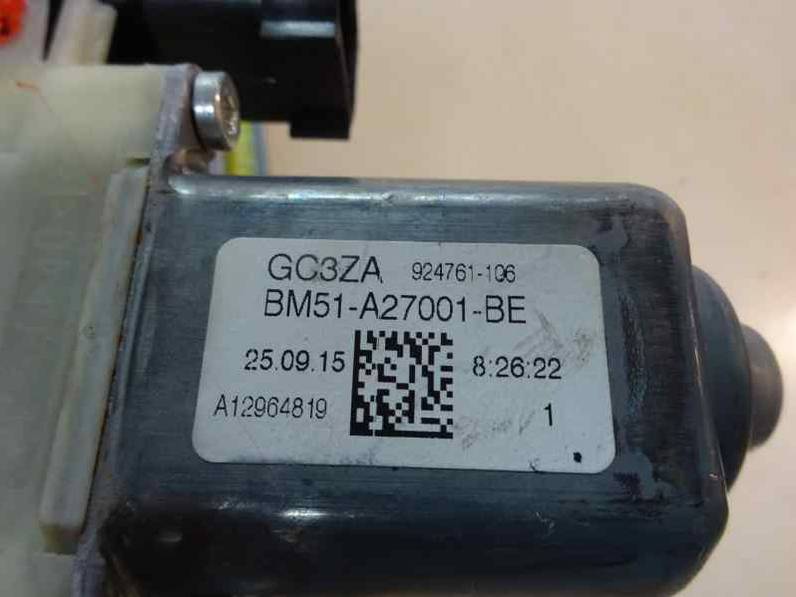 GC3ZA 924761-106
BM51-A27001-BE
25.09.15 8:26:22
A12964819 1